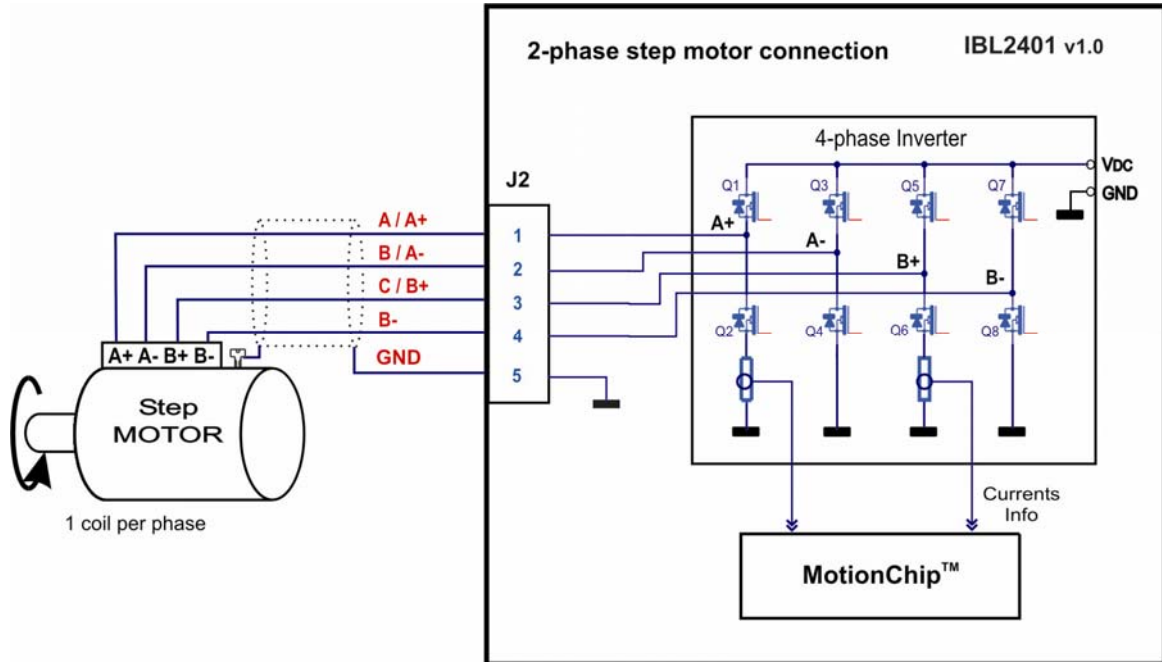 2-phase step motor connection
IBL2401 v1.0
4-phase Inverter
VDC
GND
Q1
Q3
Q5
Q7
J2
A / A+
1
A+
B / A-
2
A-
C / B+
3
B+
B-
4
B-
GND
5
Q2
Q4
Q6
Q8
A+ A- B+ B-
Step
MOTOR
1 coil per phase
Currents
Info
MotionChip™